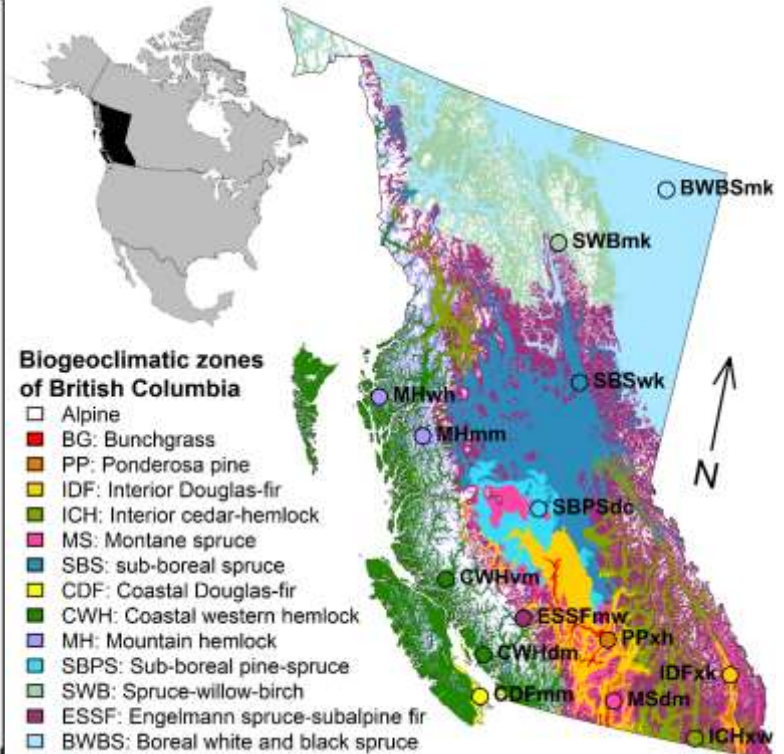 BWBSmk
SWBmk
SBSwk
MHwh
MHmm
N
SBPSdc
CWHvm
ESSFmw
PPxh
CWHdm
IDFxk
CDFmm
MSdm
ICHxw
Biogeoclimatic zones
of British Columbia
Alpine
BG: Bunchgrass
PP: Ponderosa pine
IDF: Interior Douglas-fir
ICH: Interior cedar-hemlock
MS: Montane spruce
SBS: sub-boreal spruce
CDF: Coastal Douglas-fir
CWH: Coastal western hemlock
MH: Mountain hemlock
SBPS: Sub-boreal pine-spruce
SWB: Spruce-willow-birch
ESSF: Engelmann spruce-subalpine fir
BWBS: Boreal white and black spruce